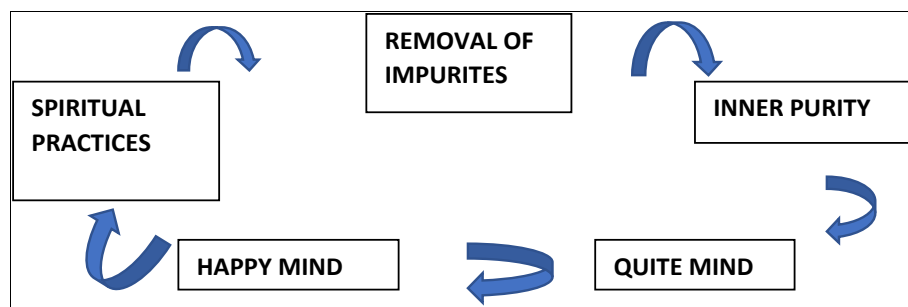 REMOVAL OF
IMPURITES
SPIRITUAL
PRACTICES
INNER PURITY
HAPPY MIND
QUITE MIND